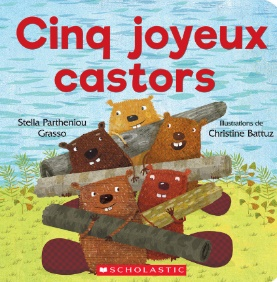 Cinq joyeux
castors
Stella Partheniou
Grasso
illustrations de
Christine Battuz
SCHOLASTIC